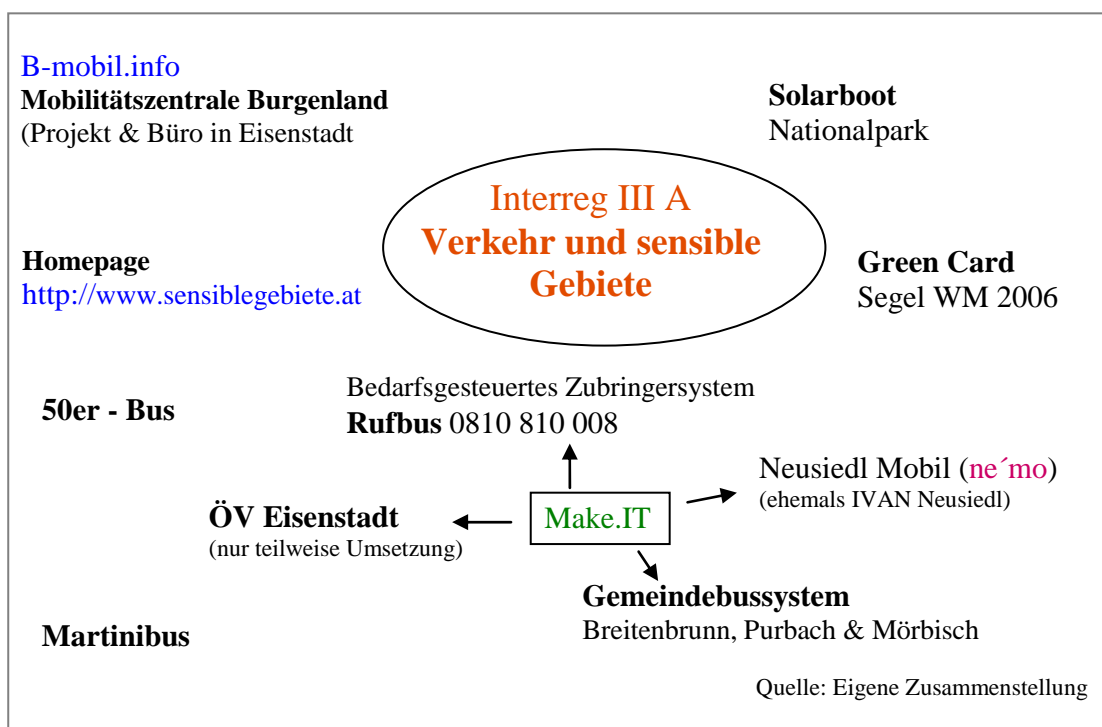 B-mobil.info
Mobilitätszentrale Burgenland
(Projekt & Büro in Eisenstadt
Solarboot
Nationalpark
Interreg III A
Verkehr und sensible
Gebiete
Homepage
http://www.sensiblegebiete.at
Green Card
Segel WM 2006
50er - Bus
Bedarfsgesteuertes Zubringersystem
Rufbus 0810 810 008
Neusiedl Mobil (ne´mo)
(ehemals IVAN Neusiedl)
ÖV Eisenstadt
(nur teilweise Umsetzung)
Make.IT
Gemeindebussystem
Breitenbrunn, Purbach & Mörbisch
Martinibus
Quelle: Eigene Zusammenstellung